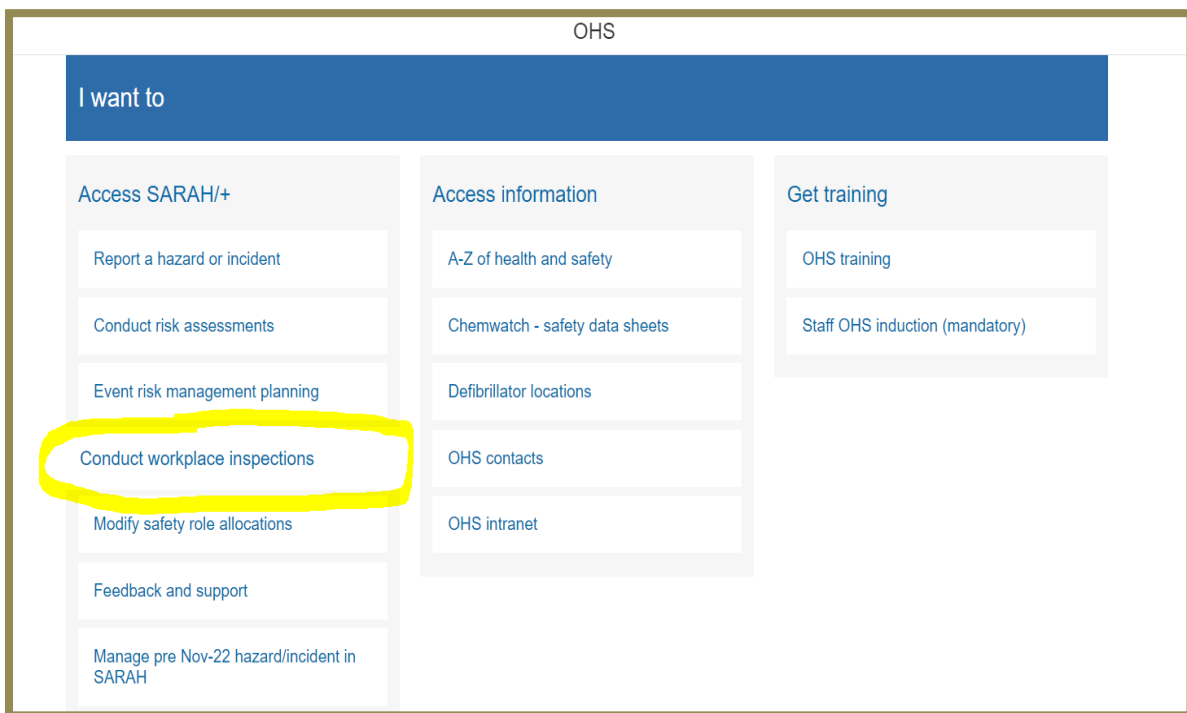 OHS
I want to
Access SARAH/+
Report a hazard or incident
Conduct risk assessments
Event risk management planning
Conduct workplace inspections
Modify safety role allocations
Feedback and support
Manage pre Nov-22 hazard/incident in
SARAH
Access information
A-Z of health and safety
Chemwatch - safety data sheets
Defibrillator locations
OHS contacts
OHS intranet
Get training
OHS training
Staff OHS induction (mandatory)